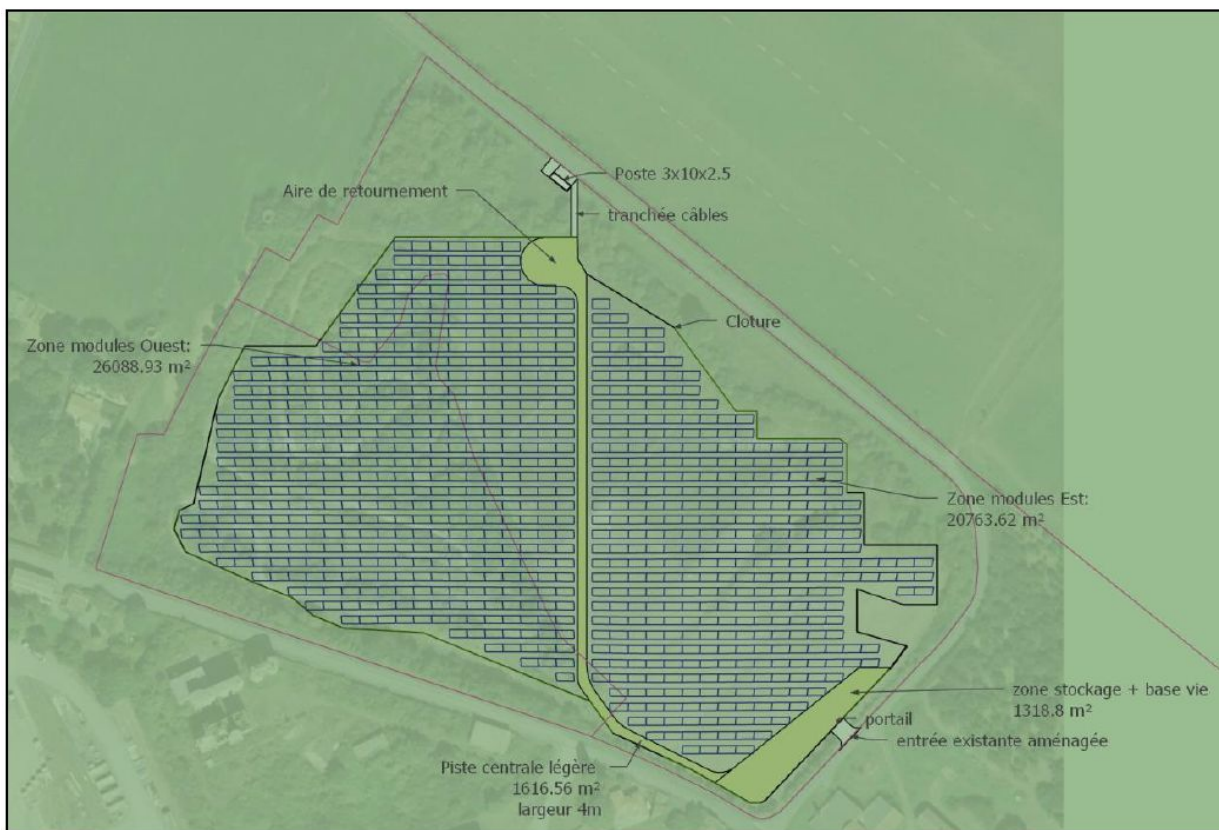 Poste 3x10x2.5
Aire de retournement
tranchée câbles
Cloture
Zone modules Ouest:
26088.93 m²
Zone modules Est:
20763.62 m²
zone stockage + base vie
1318.8 m²
portail
entrée existante aménagée
Piste centrale légère
1616.56 m²
largeur 4m